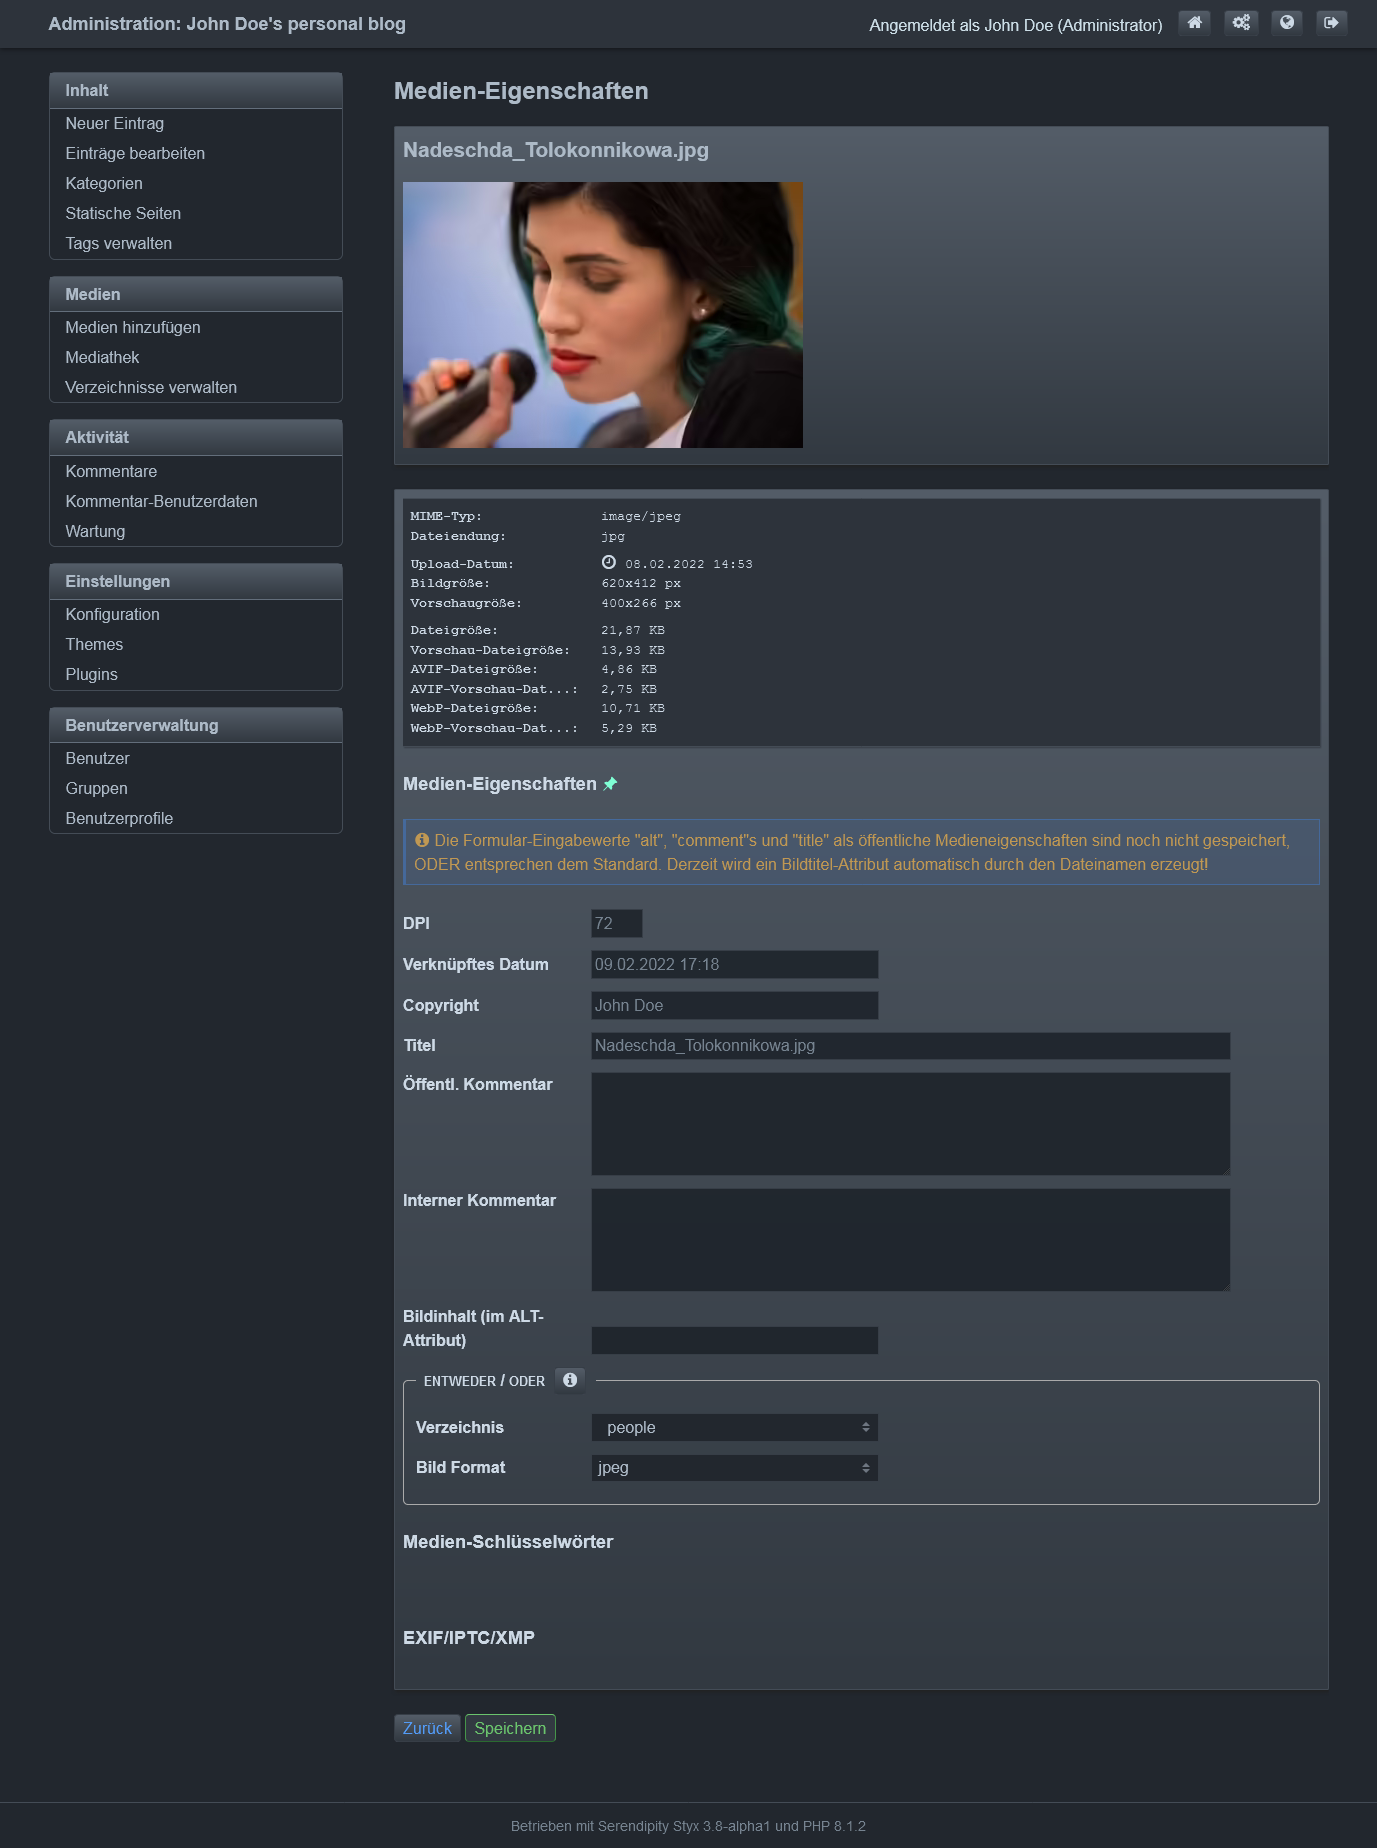 Administration: John Doe's personal blog
Angemeldet als John Doe (Administrator)
Inhalt
Neuer Eintrag
Einträge bearbeiten
Kategorien
Statische Seiten
Tags verwalten
Medien
Medien hinzufügen
Mediathek
Verzeichnisse verwalten
Aktivität
Kommentare
Kommentar-Benutzerdaten
Wartung
Einstellungen
Konfiguration
Themes
Plugins
Benutzerverwaltung
Benutzer
Gruppen
Benutzerprofile
Medien-Eigenschaften
Nadeschda_Tolokonnikowa.jpg
MIME-Typ: image/jpeg
Dateiendung: jpg
Upload-Datum: 08.02.2022 14:53
Bildgröße: 620x412 px
Vorschaugröße: 400x266 px
Dateigröße: 21,87 KB
Vorschau-Dateigröße: 13,93 KB
AVIF-Dateigröße: 4,86 KB
AVIF-Vorschau-Dat...: 2,75 KB
WebP-Dateigröße: 10,71 KB
WebP-Vorschau-Dat...: 5,29 KB
Medien-Eigenschaften
Die Formular-Eingabewerte "alt", "comment"s und "title" als öffentliche Medieneigenschaften sind noch nicht gespeichert,
ODER entsprechen dem Standard. Derzeit wird ein Bildtitel-Attribut automatisch durch den Dateinamen erzeugt!
DPI 72
Verknüpftes Datum 09.02.2022 17:18
Copyright John Doe
Titel Nadeschda_Tolokonnikowa.jpg
Öffentl. Kommentar
Interner Kommentar
Bildinhalt (im ALT-
Attribut)
ENTWEDER / ODER
Verzeichnis people
Bild Format jpeg
Medien-Schlüsselwörter
EXIF/IPTC/XMP
Zurück Speichern
Betrieben mit Serendipity Styx 3.8-alpha1 und PHP 8.1.2